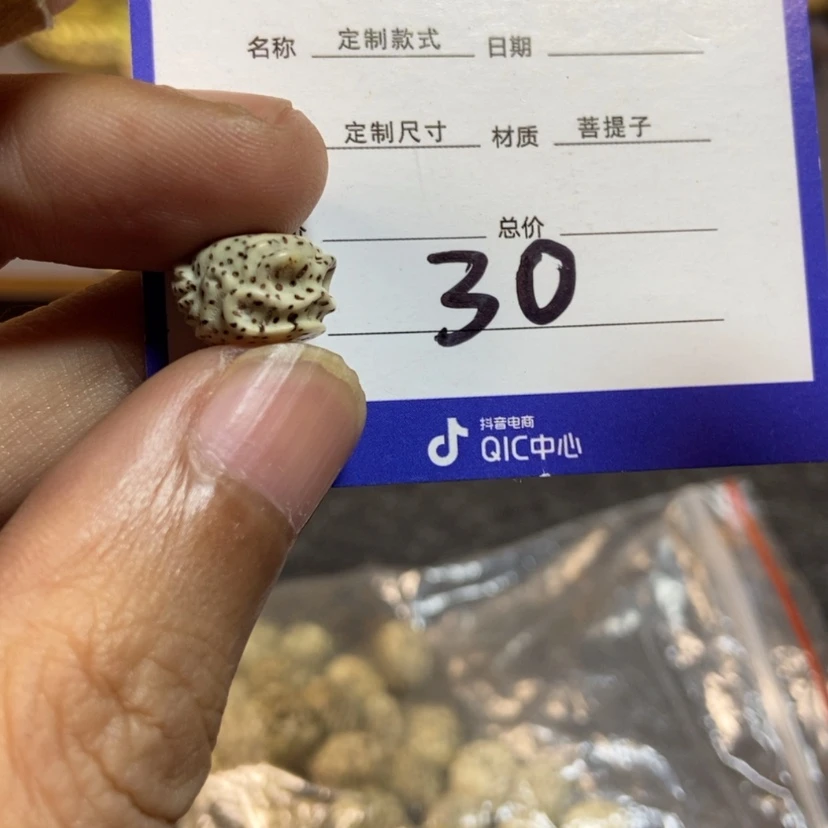 名称 定制款式 日期
定制尺寸 材质 菩提子
价 总价
30
抖音电商
QIC中心